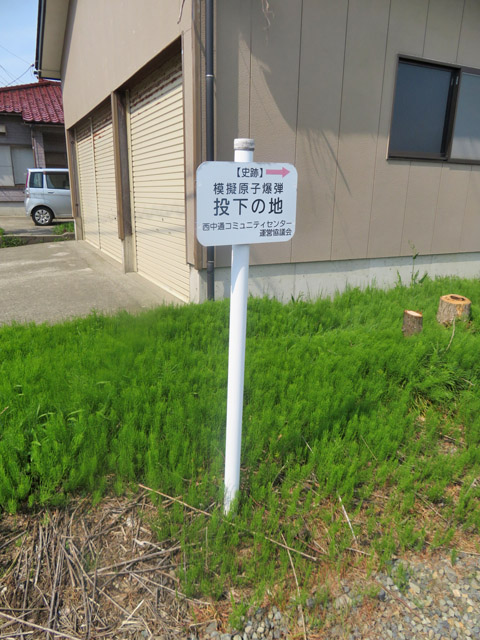 【史跡】→
模擬原子爆弾
投下の地
西中通コミュニティセンター
運営協議会